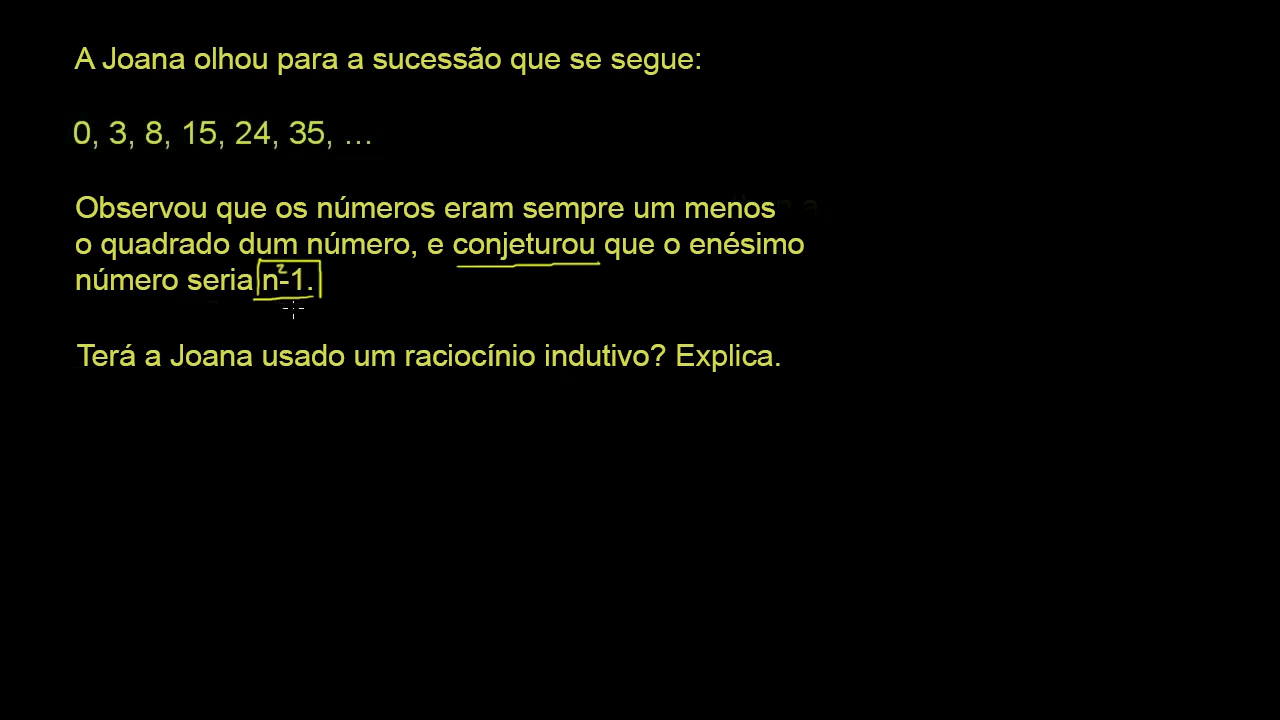 A Joana olhou para a sucessão que se segue:
0, 3, 8, 15, 24, 35, ...
Observou que os números eram sempre um menos
o quadrado dum número, e conjeturou que o enésimo
número seria n²-1.
Terá a Joana usado um raciocínio indutivo? Explica.